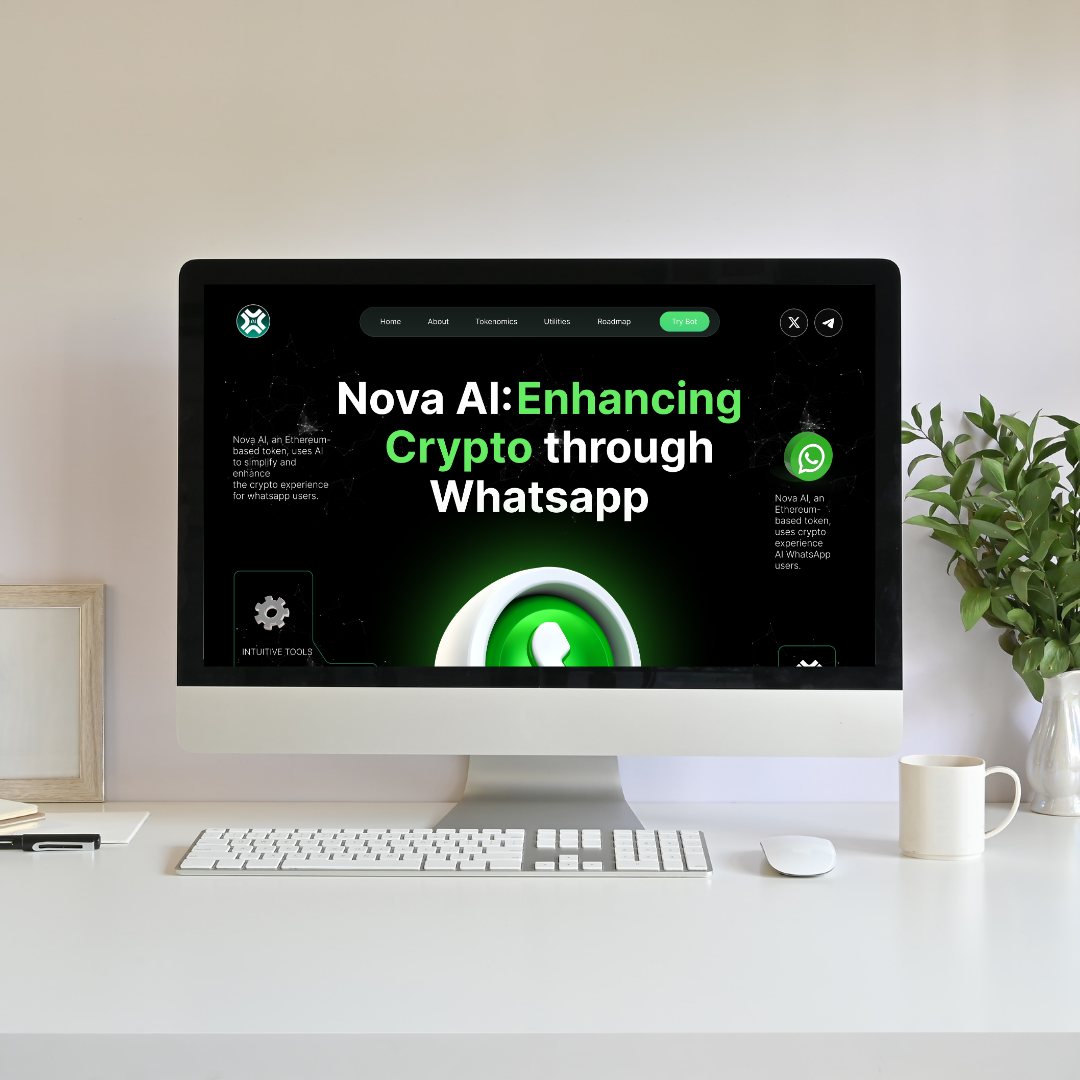 Home About Tokenomics Utilities Roadmap Try Bot
Nova AI: Enhancing
Crypto through
Whatsapp
Nova AI, an Ethereum-
based token, uses AI
to simplify and
enhance
the crypto experience
for whatsapp users.
Nova AI, an
Ethereum-
based token,
uses crypto
experience
AI WhatsApp
users.
INTUITIVE TOOLS